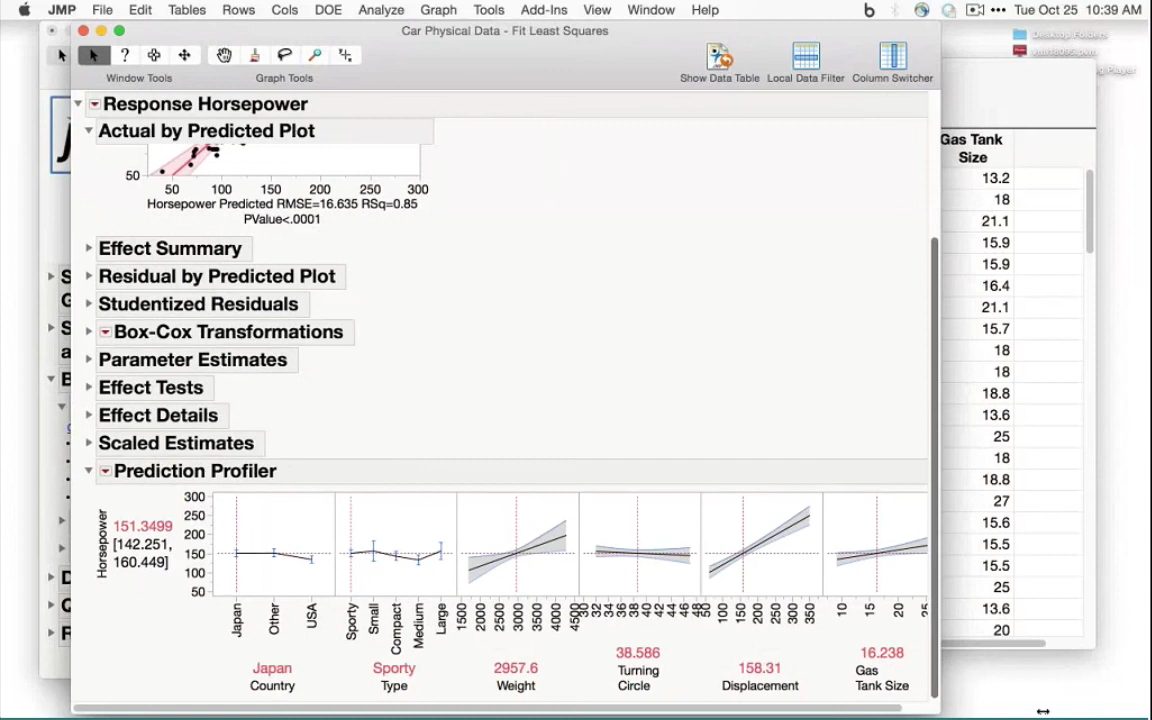 JMP File Edit Tables Rows Cols DOE Analyze Graph Tools Add-Ins View Window Help Tue Oct 25 10:39 AM
Car Physical Data - Fit Least Squares
Desktop Folders
Window Tools Graph Tools Show Data Table Local Data Filter Column Switcher
Response Horsepower
Actual by Predicted Plot
50
50 100 150 200 250 300
Horsepower Predicted RMSE=16.635 RSq=0.85
PValue<.0001
Effect Summary
Residual by Predicted Plot
Studentized Residuals
Box-Cox Transformations
Parameter Estimates
Effect Tests
Effect Details
Scaled Estimates
Prediction Profiler
Horsepower
151.3499
[142.251,
160.449]
300
250
200
150
100
50
Japan Other USA
Sporty Small Compact Medium Large
1500 2000 2500 3000 3500 4000 4500
30 32 34 36 38 40 42 44 46 48
50 100 150 200 250 300 350
10 15 20 25
Japan
Country
Sporty
Type
2957.6
Weight
38.586
Turning
Circle
158.31
Displacement
16.238
Gas
Tank Size
Gas Tank
Size
13.2
18
21.1
15.9
15.9
16.4
21.1
15.7
18
18
18.8
13.6
25
18
18.8
27
15.6
15.5
15.5
25
13.6
20